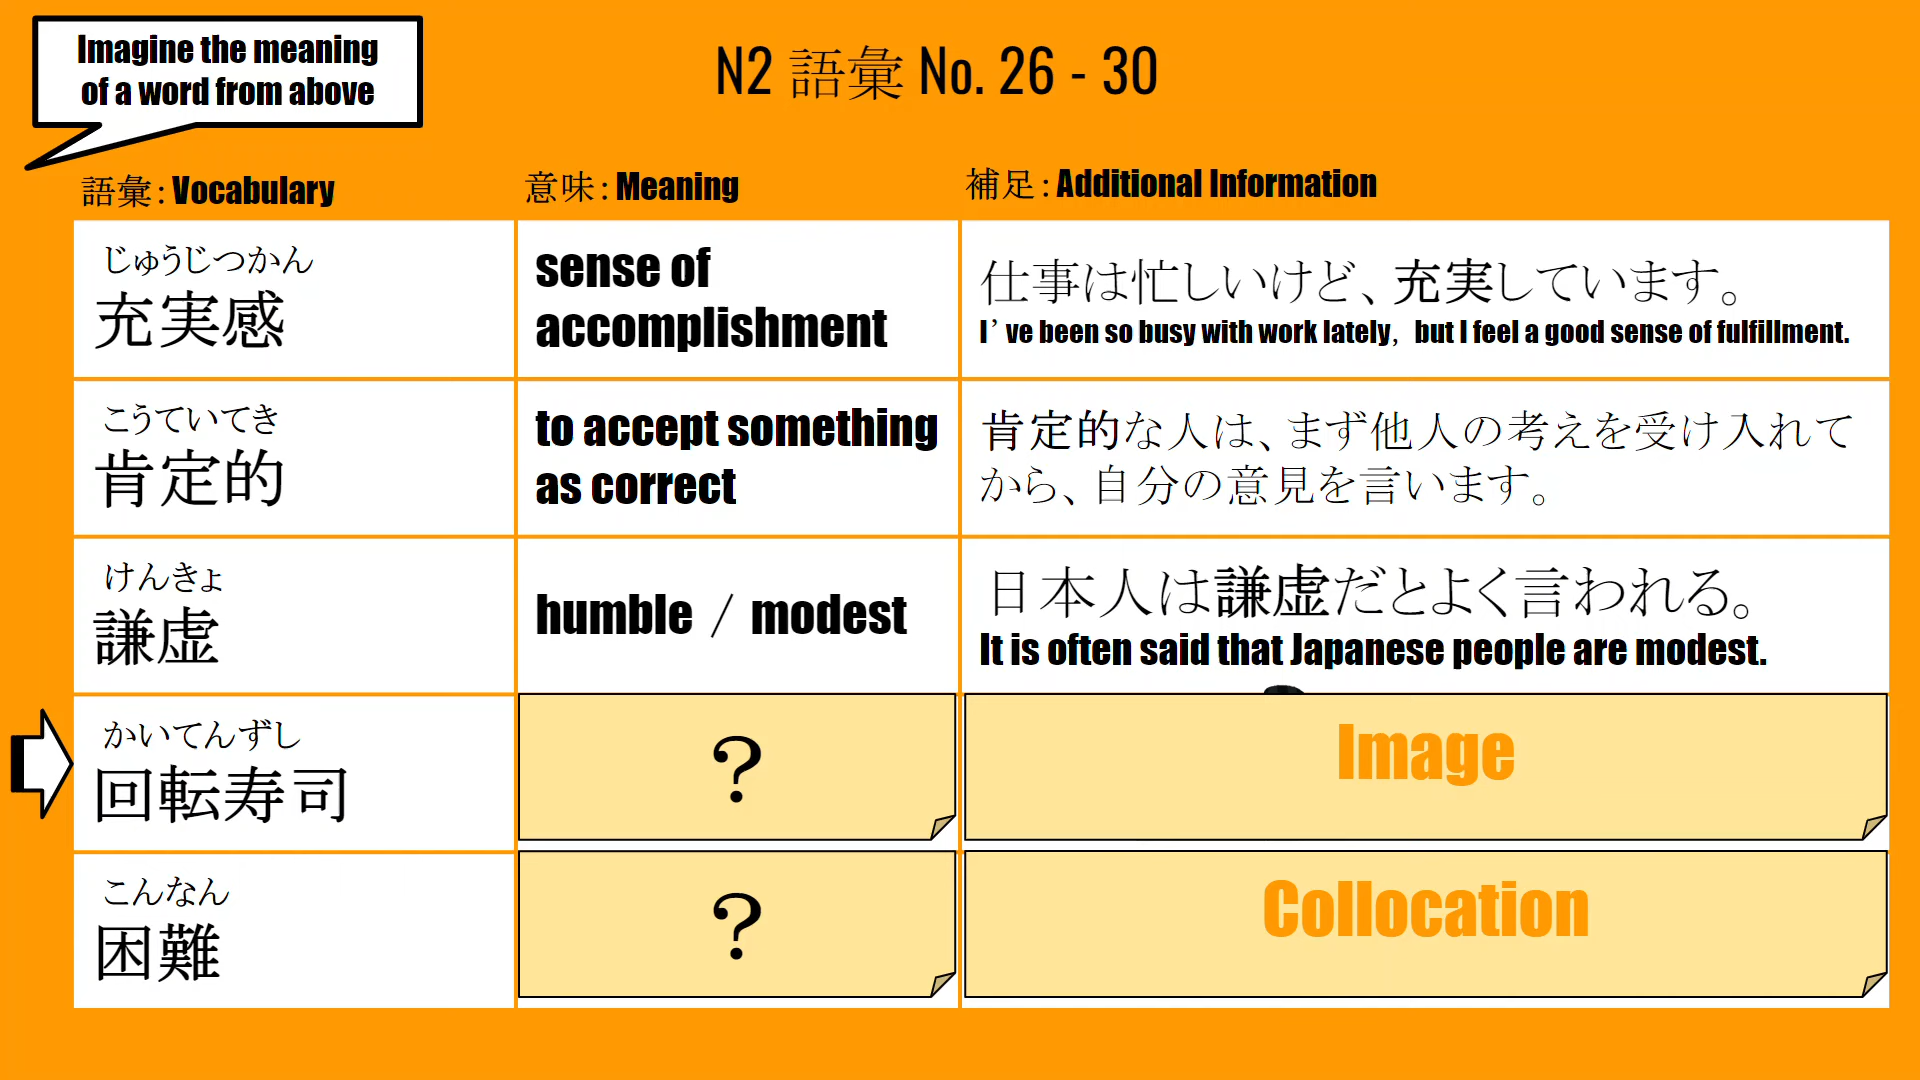 Imagine the meaning
of a word from above
N2 語彙 No. 26 - 30
語彙 : Vocabulary
意味 : Meaning
補足 : Additional Information
じゅうじつかん
充実感
sense of
accomplishment
仕事は忙しいけど、充実しています。
I’ve been so busy with work lately, but I feel a good sense of fulfillment.
こうていてき
肯定的
to accept something
as correct
肯定的な人は、まず他人の考えを受け入れて
から、自分の意見を言います。
けんきょ
謙虚
humble / modest
日本人は謙虚だとよく言われる。
It is often said that Japanese people are modest.
かいてんずし
回転寿司
?
Image
こんなん
困難
?
Collocation